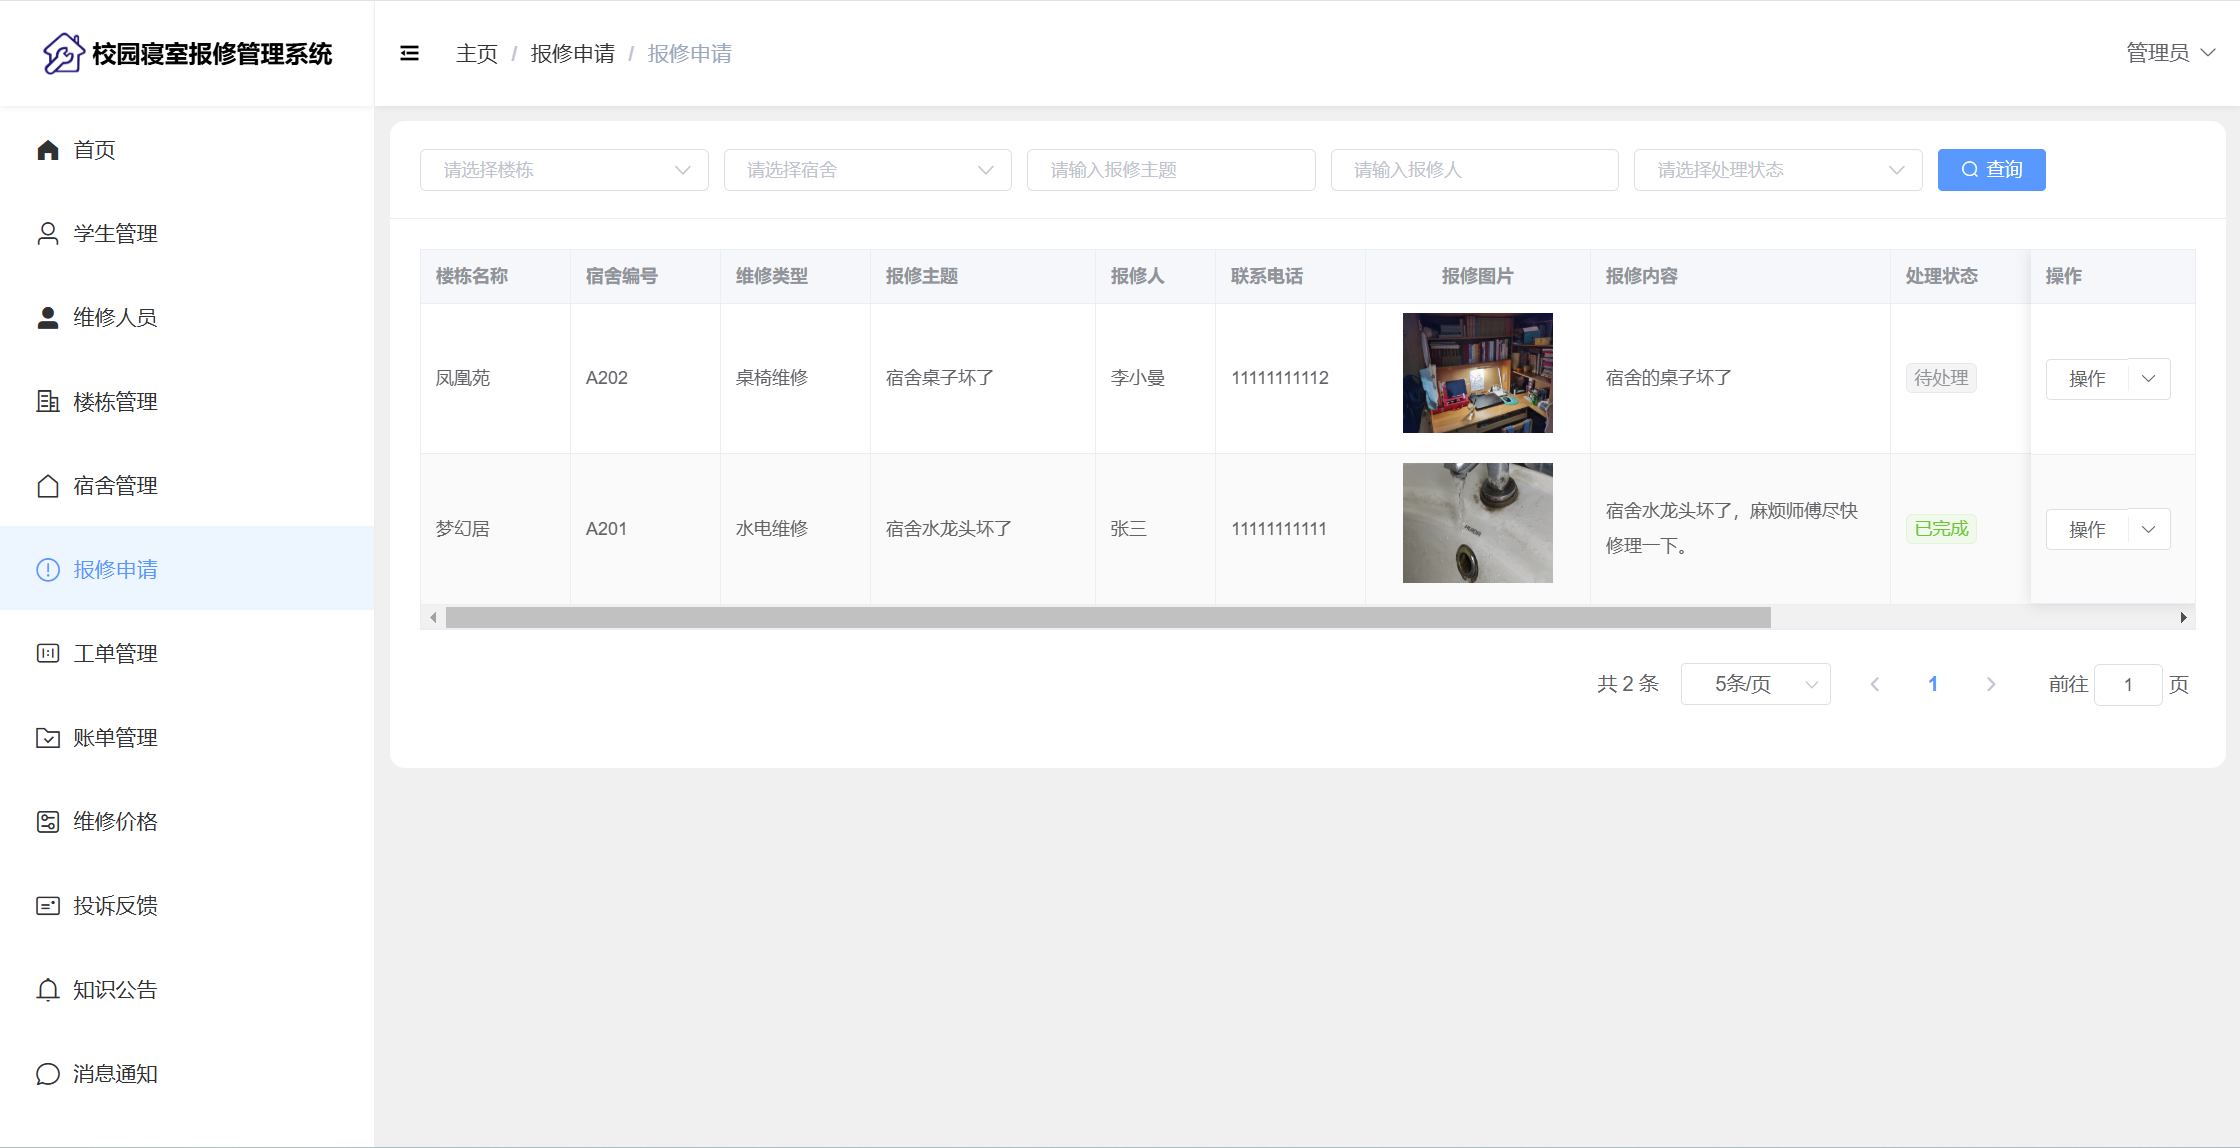 校园寝室报修管理系统
主页 / 报修申请 / 报修申请
管理员
首页
学生管理
维修人员
楼栋管理
宿舍管理
报修申请
工单管理
账单管理
维修价格
投诉反馈
知识公告
消息通知
请选择楼栋 请选择宿舍 请输入报修主题 请输入报修人 请选择处理状态 查询
楼栋名称 宿舍编号 维修类型 报修主题 报修人 联系电话 报修图片 报修内容 处理状态 操作
凤凰苑 A202 桌椅维修 宿舍桌子坏了 李小曼 11111111112 宿舍的桌子坏了 待处理 操作
梦幻居 A201 水电维修 宿舍水龙头坏了 张三 11111111111 宿舍水龙头坏了，麻烦师傅尽快
修理一下。 已完成 操作
共 2 条 5条/页 1 前往 1 页